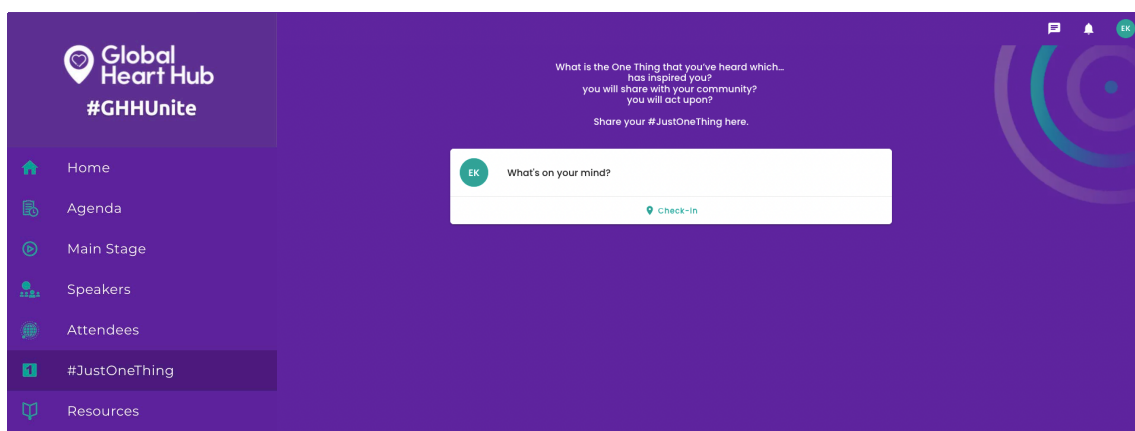 Global
Heart Hub
#GHHUnite
Home
Agenda
Main Stage
Speakers
Attendees
1
#JustOneThing
Resources
EK
What is the One Thing that you've heard which...
has inspired you?
you will share with your community?
you will act upon?
Share your #JustOneThing here.
EK
What's on your mind?
Check-In